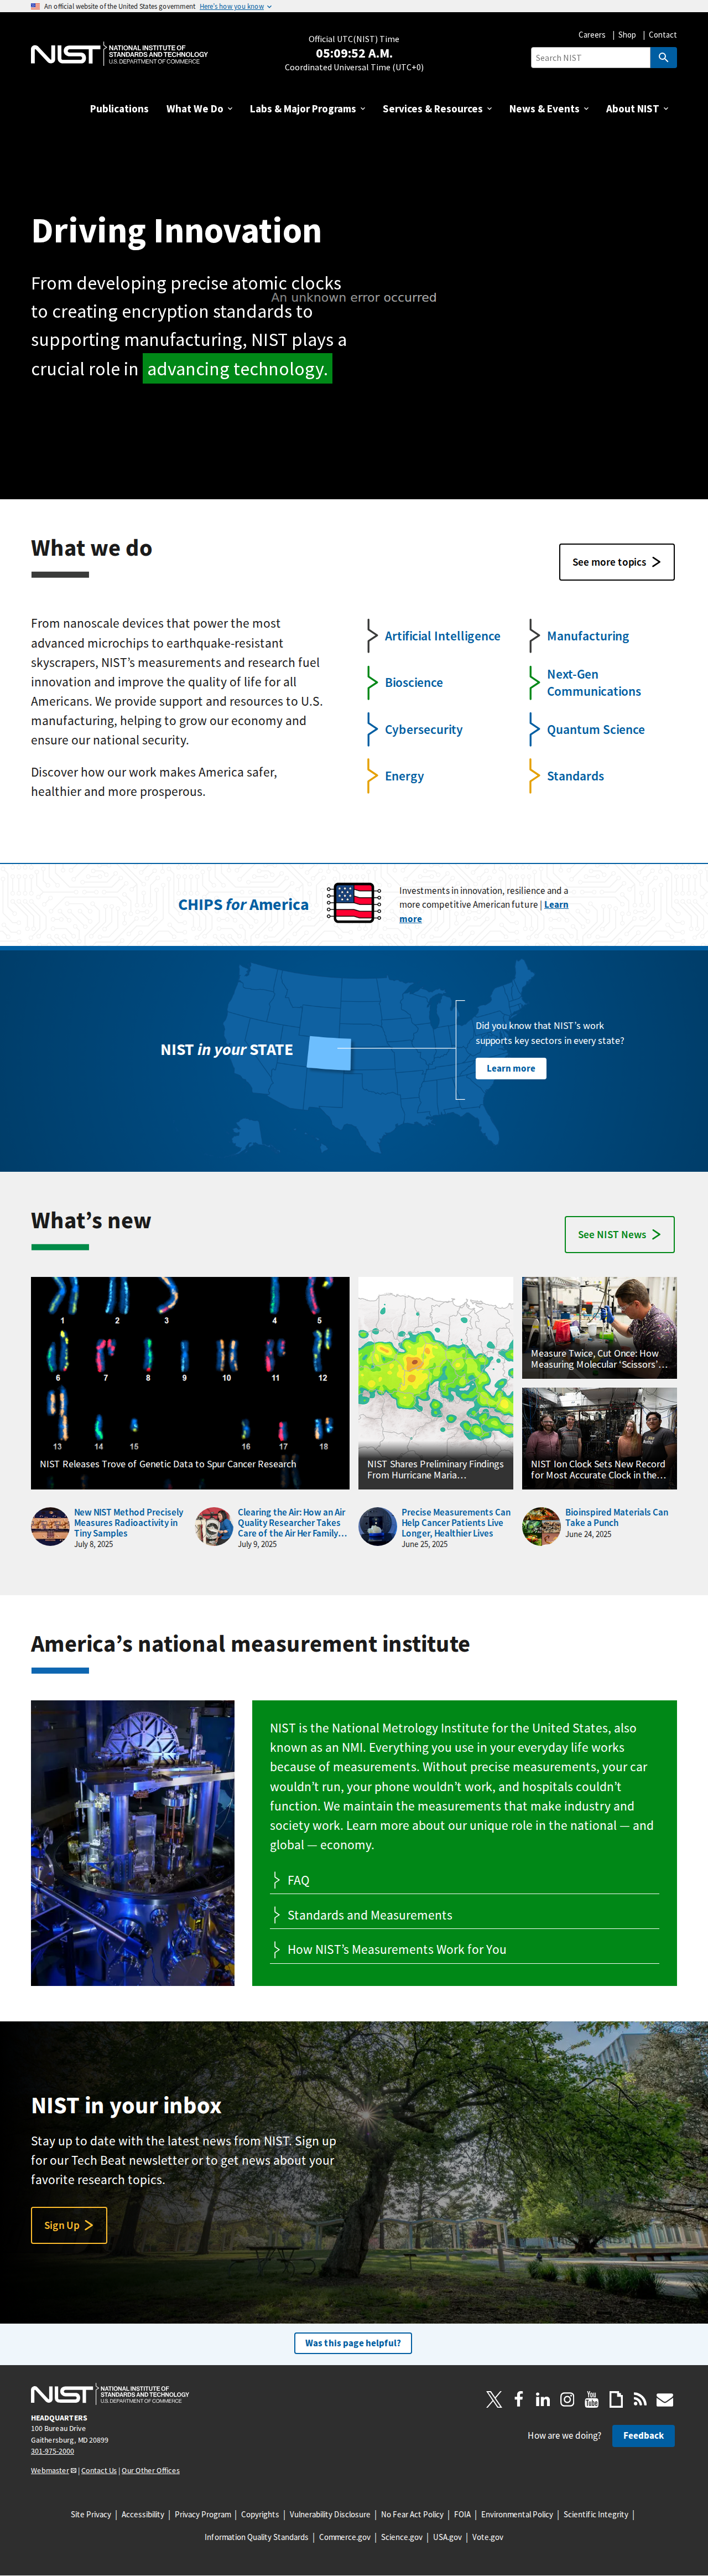 An official website of the United States government Here's how you know
NIST NATIONAL INSTITUTE OF
STANDARDS AND TECHNOLOGY
U.S. DEPARTMENT OF COMMERCE
Official UTC(NIST) Time
05:09:52 A.M.
Coordinated Universal Time (UTC+0)
Careers | Shop | Contact
Search NIST
Publications What We Do Labs & Major Programs Services & Resources News & Events About NIST
Driving Innovation
From developing precise atomic clocks
An unknown error occurred
to creating encryption standards to
supporting manufacturing, NIST plays a
crucial role in advancing technology.
What we do
See more topics
From nanoscale devices that power the most
advanced microchips to earthquake-resistant
skyscrapers, NIST’s measurements and research fuel
innovation and improve the quality of life for all
Americans. We provide support and resources to U.S.
manufacturing, helping to grow our economy and
ensure our national security.
Discover how our work makes America safer,
healthier and more prosperous.
Artificial Intelligence
Manufacturing
Bioscience
Next-Gen
Communications
Cybersecurity
Quantum Science
Energy
Standards
CHIPS for America
Investments in innovation, resilience and a
more competitive American future | Learn
more
NIST in your STATE
Did you know that NIST’s work
supports key sectors in every state?
Learn more
What’s new
See NIST News
1 2 3 4 5
6 7 8 9 10 11 12
13 14 15 16 17 18
NIST Releases Trove of Genetic Data to Spur Cancer Research
NIST Shares Preliminary Findings
From Hurricane Maria…
Measure Twice, Cut Once: How
Measuring Molecular ‘Scissors’…
NIST Ion Clock Sets New Record
for Most Accurate Clock in the…
New NIST Method Precisely
Measures Radioactivity in
Tiny Samples
July 8, 2025
Clearing the Air: How an Air
Quality Researcher Takes
Care of the Air Her Family…
July 9, 2025
Precise Measurements Can
Help Cancer Patients Live
Longer, Healthier Lives
June 25, 2025
Bioinspired Materials Can
Take a Punch
June 24, 2025
America’s national measurement institute
NIST is the National Metrology Institute for the United States, also
known as an NMI. Everything you use in your everyday life works
because of measurements. Without precise measurements, your car
wouldn’t run, your phone wouldn’t work, and hospitals couldn’t
function. We maintain the measurements that make industry and
society work. Learn more about our unique role in the national — and
global — economy.
FAQ
Standards and Measurements
How NIST’s Measurements Work for You
NIST in your inbox
Stay up to date with the latest news from NIST. Sign up
for our Tech Beat newsletter or to get news about your
favorite research topics.
Sign Up
Was this page helpful?
NIST NATIONAL INSTITUTE OF
STANDARDS AND TECHNOLOGY
U.S. DEPARTMENT OF COMMERCE
You
Tube
HEADQUARTERS
100 Bureau Drive
Gaithersburg, MD 20899
301-975-2000
How are we doing? Feedback
Webmaster | Contact Us | Our Other Offices
Site Privacy | Accessibility | Privacy Program | Copyrights | Vulnerability Disclosure | No Fear Act Policy | FOIA | Environmental Policy | Scientific Integrity |
Information Quality Standards | Commerce.gov | Science.gov | USA.gov | Vote.gov